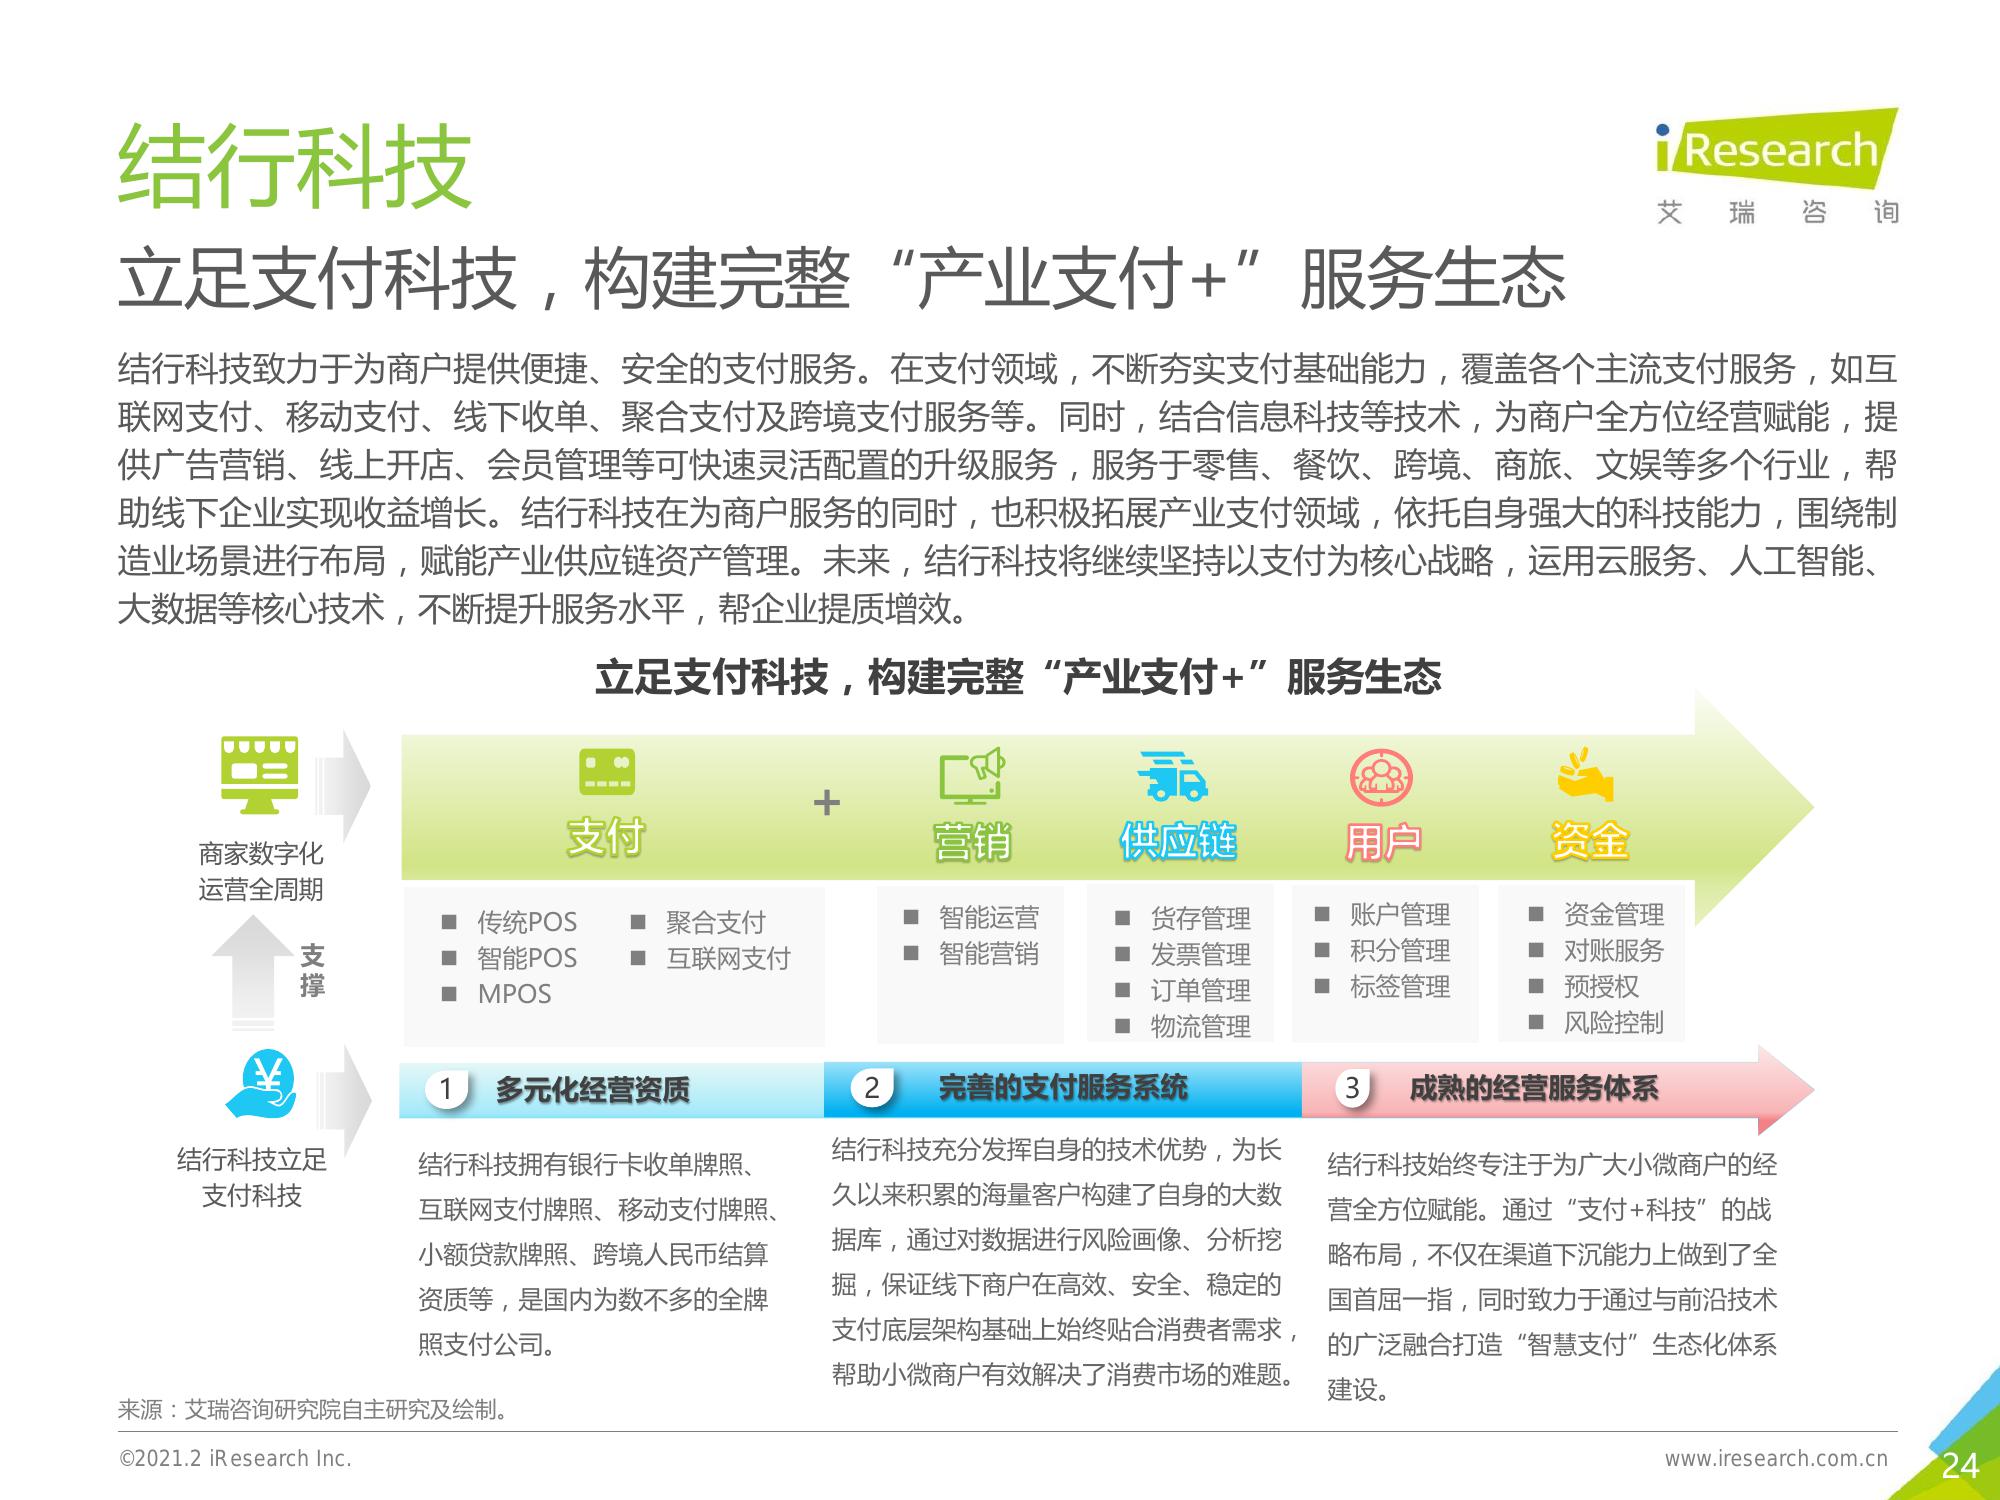 结行科技
iResearch
艾瑞咨询
立足支付科技，构建完整“产业支付+”服务生态
结行科技致力于为商户提供便捷、安全的支付服务。在支付领域，不断夯实支付基础能力，覆盖各个主流支付服务，如互
联网支付、移动支付、线下收单、聚合支付及跨境支付服务等。同时，结合信息科技等技术，为商户全方位经营赋能，提
供广告营销、线上开店、会员管理等可快速灵活配置的升级服务，服务于零售、餐饮、跨境、商旅、文娱等多个行业，帮
助线下企业实现收益增长。结行科技在为商户服务的同时，也积极拓展产业支付领域，依托自身强大的科技能力，围绕制
造业场景进行布局，赋能产业供应链资产管理。未来，结行科技将继续坚持以支付为核心战略，运用云服务、人工智能、
大数据等核心技术，不断提升服务水平，帮企业提质增效。
立足支付科技，构建完整“产业支付+”服务生态
商家数字化
运营全周期
支付
+
营销
供应链
用户
资金
■ 传统POS
■ 智能POS
■ MPOS
■ 聚合支付
■ 互联网支付
■ 智能运营
■ 智能营销
■ 货存管理
■ 发票管理
■ 订单管理
■ 物流管理
■ 账户管理
■ 积分管理
■ 标签管理
■ 资金管理
■ 对账服务
■ 预授权
■ 风险控制
支
撑
¥
结行科技立足
支付科技
1 多元化经营资质
结行科技拥有银行卡收单牌照、
互联网支付牌照、移动支付牌照、
小额贷款牌照、跨境人民币结算
资质等，是国内为数不多的全牌
照支付公司。
2 完善的支付服务系统
结行科技充分发挥自身的技术优势，为长
久以来积累的海量客户构建了自身的大数
据库，通过对数据进行风险画像、分析挖
掘，保证线下商户在高效、安全、稳定的
支付底层架构基础上始终贴合消费者需求，
帮助小微商户有效解决了消费市场的难题。
3 成熟的经营服务体系
结行科技始终专注于为广大小微商户的经
营全方位赋能。通过“支付+科技”的战
略布局，不仅在渠道下沉能力上做到了全
国首屈一指，同时致力于通过与前沿技术
的广泛融合打造“智慧支付”生态化体系
建设。
来源：艾瑞咨询研究院自主研究及绘制。
©2021.2 iResearch Inc.
www.iresearch.com.cn
24